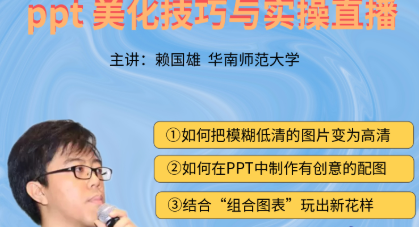 ppt 美化技巧与实操直播
主讲：赖国雄 华南师范大学
①如何把模糊低清的图片变为高清
②如何在PPT中制作有创意的配图
③结合“组合图表”玩出新花样